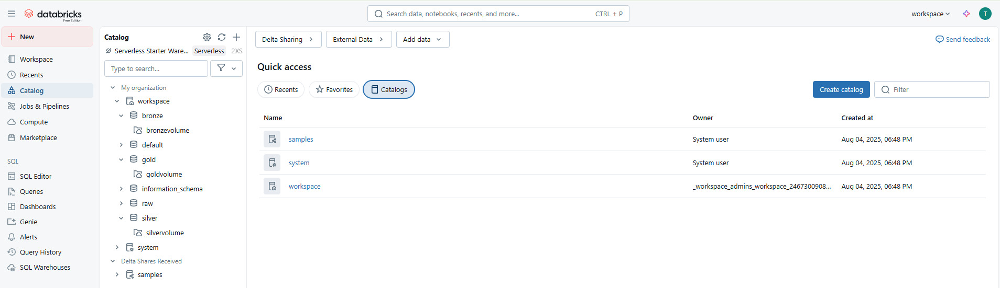 databricks
Free Edition
Search data, notebooks, recents, and more...
CTRL + P
workspace
T
New
Workspace
Recents
Catalog
Jobs & Pipelines
Compute
Marketplace
SQL
SQL Editor
Queries
Dashboards
Genie
Alerts
Query History
SQL Warehouses
Catalog
Serverless Starter Ware... Serverless 2XS
Type to search...
My organization
workspace
bronze
bronzevolume
default
gold
goldvolume
information_schema
raw
silver
silvervolume
system
Delta Shares Received
samples
Delta Sharing
External Data
Add data
Send feedback
Quick access
Recents
Favorites
Catalogs
Create catalog
Filter
Name Owner Created at
samples System user Aug 04, 2025, 06:48 PM
system System user Aug 04, 2025, 06:48 PM
workspace _workspace_admins_workspace_2467300908... Aug 04, 2025, 06:48 PM